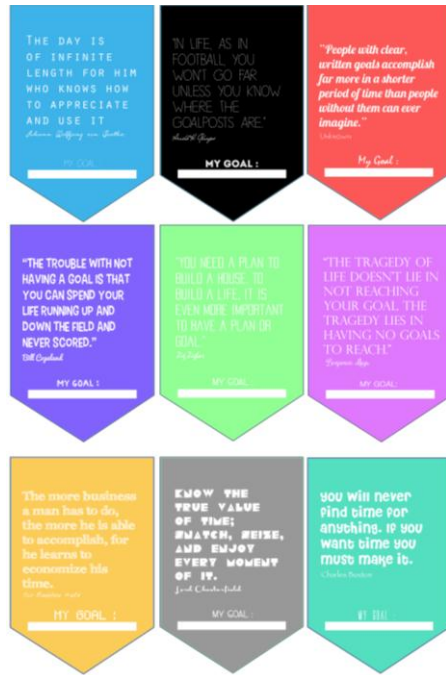 THE DAY IS
OF INFINITE
LENGTH FOR HIM
WHO KNOWS HOW
TO APPRECIATE
AND USE IT
MY GOAL
"IN LIFE, AS IN
FOOTBALL, YOU
WON'T GO FAR
UNLESS YOU KNOW
WHERE THE
GOALPOSTS ARE."
MY GOAL :
"People with clear,
written goals accomplish
far more in a shorter
period of time than people
without them can ever
imagine."
Unknown
My Goal :
"THE TROUBLE WITH NOT
HAVING A GOAL IS THAT
YOU CAN SPEND YOUR
LIFE RUNNING UP AND
DOWN THE FIELD AND
NEVER SCORED."
Bill Copeland
MY GOAL :
"YOU NEED A PLAN TO
BUILD A HOUSE. TO
BUILD A LIFE, IT IS
EVEN MORE IMPORTANT
TO HAVE A PLAN OR
GOAL."
MY GOAL:
"THE TRAGEDY OF
LIFE DOESN'T LIE IN
NOT REACHING
YOUR GOAL. THE
TRAGEDY LIES IN
HAVING NO GOALS
TO REACH."
MY GOAL:
The more business
a man has to do,
the more he is able
to accomplish, for
he learns to
economize his
time.
MY GOAL :
KNOW THE
TRUE VALUE
OF TIME;
SNATCH, SEIZE,
AND ENJOY
EVERY MOMENT
OF IT.
Lord Chesterfield
MY GOAL :
you will never
find time for
anything. If you
want time you
must make it.
Charles Buxton
MY GOAL